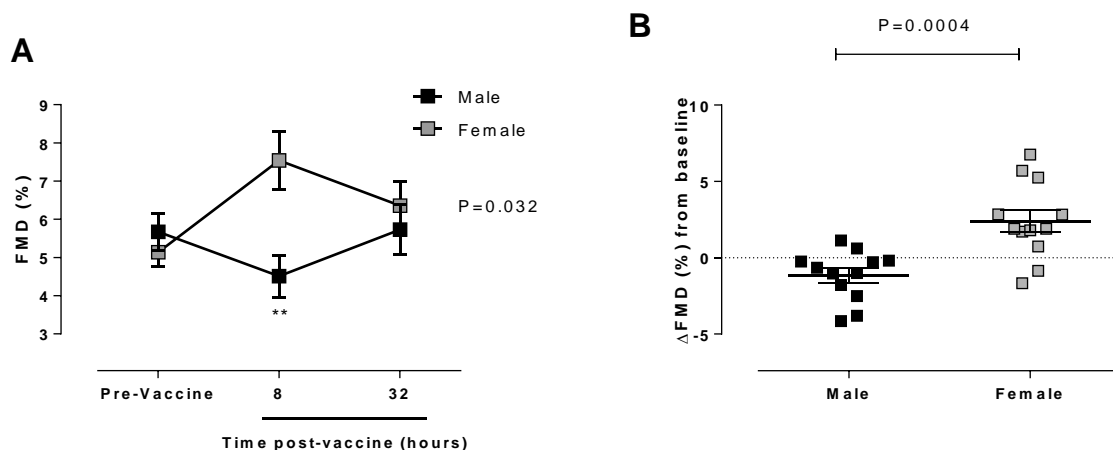 A
9
8
7
6
5
4
3
FMD (%)
Male
Female
P=0.032
**
Pre-Vaccine 8 32
Time post-vaccine (hours)
B
P=0.0004
10
5
0
-5
ΔFMD (%) from baseline
Male Female